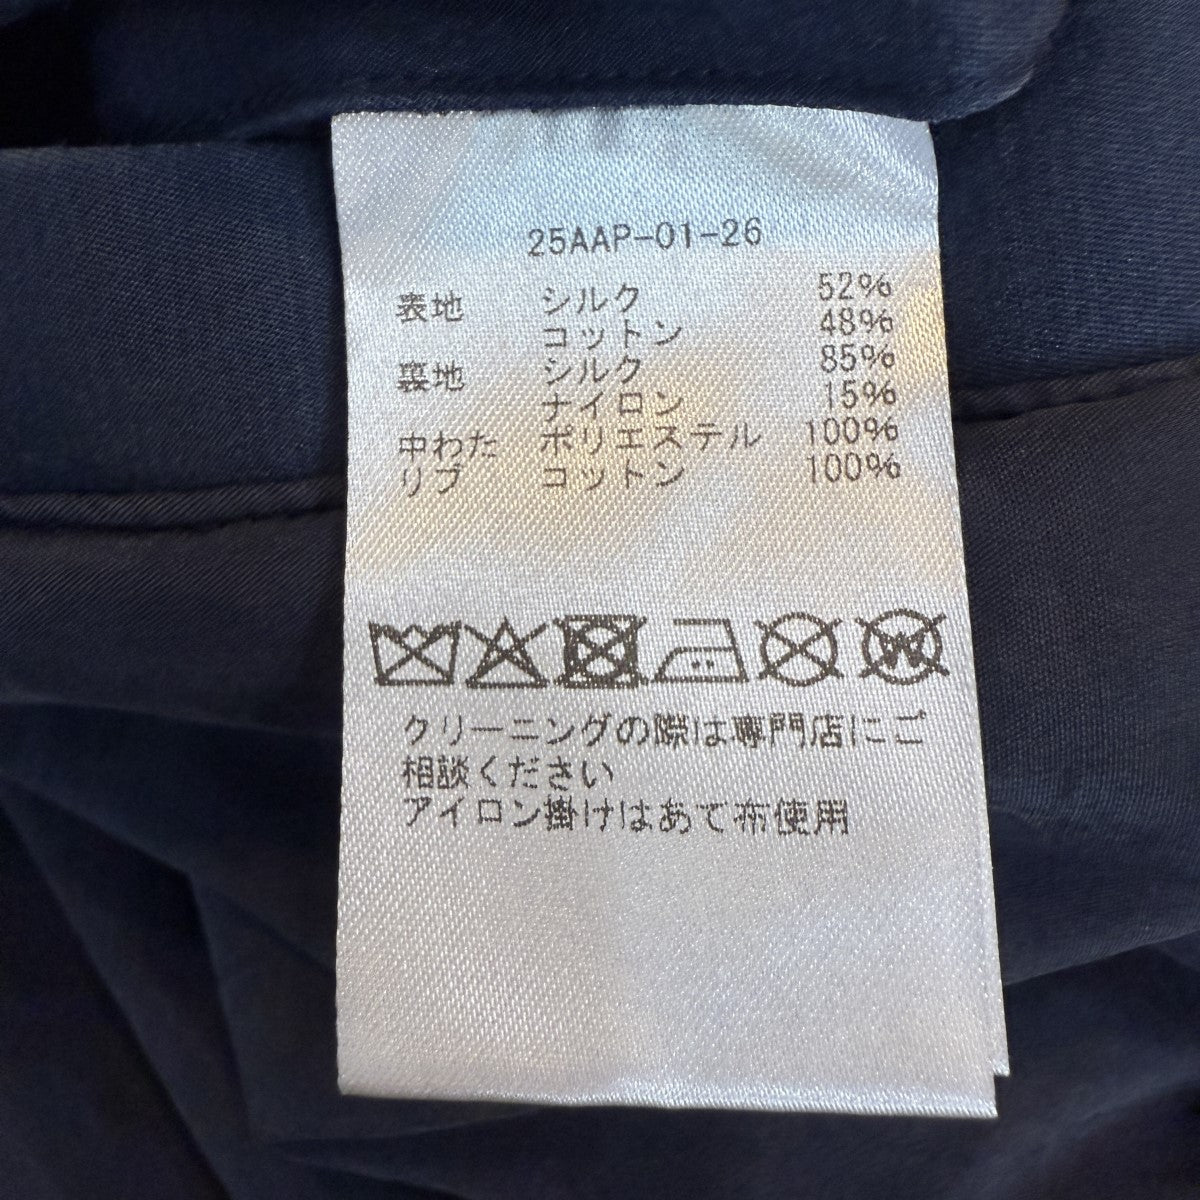 25AAP-01-26
表地 シルク 52%
コットン 48%
裏地 シルク 85%
ナイロン 15%
中わた ポリエステル 100%
リブ コットン 100%
W
クリーニングの際は専門店にご
相談ください
アイロン掛けはあて布使用